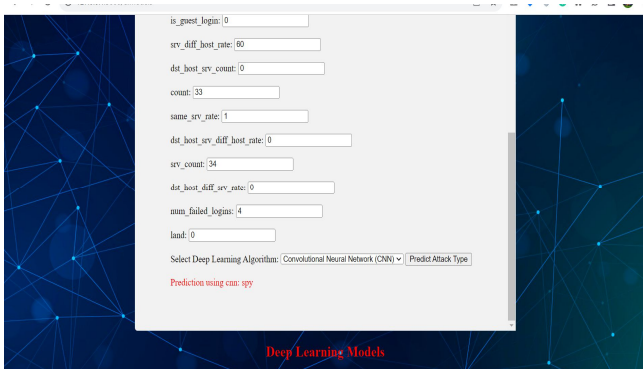 is_guest_login: 0
srv_diff_host_rate: 60
dst_host_srv_count: 0
count: 33
same_srv_rate: 1
dst_host_srv_diff_host_rate: 0
srv_count: 34
dst_host_diff_srv_rate: 0
num_failed_logins: 4
land: 0
Select Deep Learning Algorithm: Convolutional Neural Network (CNN) Predict Attack Type
Prediction using cnn: spy
Deep Learning Models